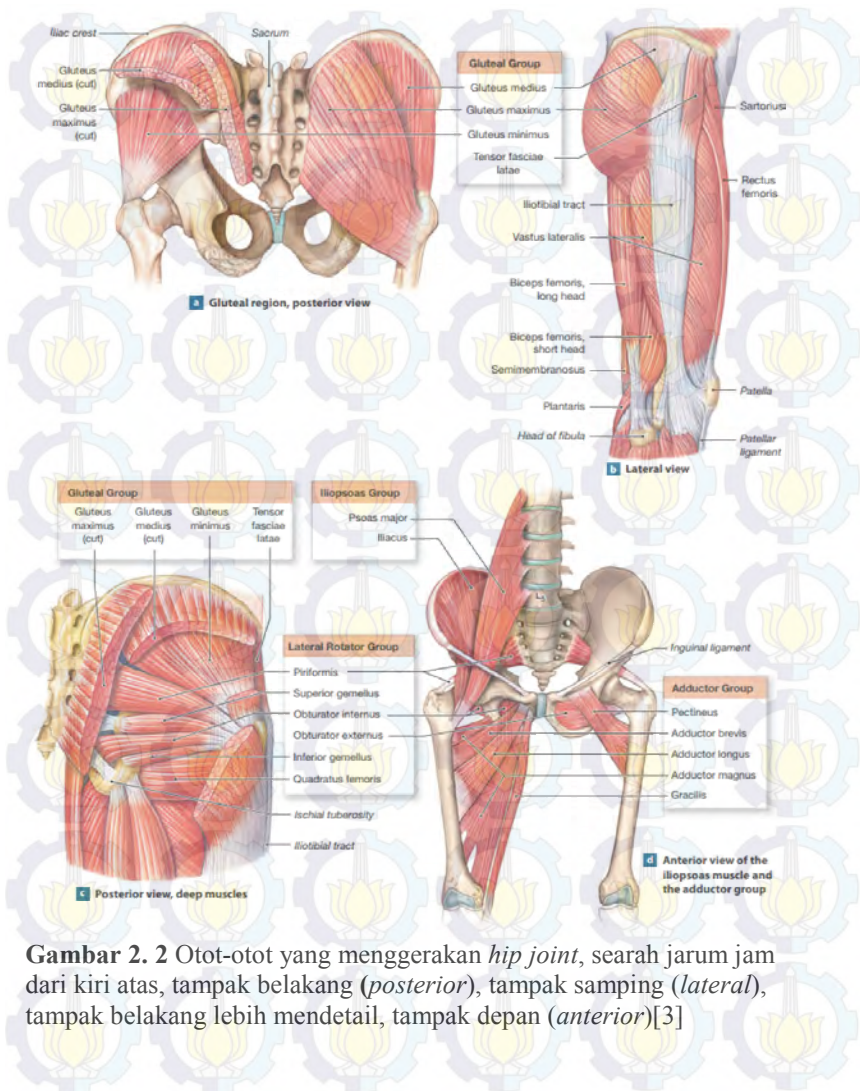 Iliac crest
Sacrum
Gluteus
medius (cut)
Gluteus
maximus
(cut)
Gluteal Group
Gluteus medius
Gluteus maximus
Gluteus minimus
Tensor fasciae
latae
a Gluteal region, posterior view
Sartorius
Rectus
femoris
Iliotibial tract
Vastus lateralis
Biceps femoris,
long head
Biceps femoris,
short head
Semimembranosus
Plantaris
Head of fibula
Patella
Patellar
ligament
b Lateral view
Gluteal Group
Gluteus
maximus
(cut)
Gluteus
medius
(cut)
Gluteus
minimus
Tensor
fasciae
latae
Iliopsoas Group
Psoas major
Iliacus
L5
Lateral Rotator Group
Piriformis
Superior gemellus
Obturator internus
Obturator externus
Inferior gemellus
Quadratus femoris
Ischial tuberosity
Iliotibial tract
c Posterior view, deep muscles
Inguinal ligament
Adductor Group
Pectineus
Adductor brevis
Adductor longus
Adductor magnus
Gracilis
d Anterior view of the
iliopsoas muscle and
the adductor group
Gambar 2. 2 Otot-otot yang menggerakan hip joint, searah jarum jam
dari kiri atas, tampak belakang (posterior), tampak samping (lateral),
tampak belakang lebih mendetail, tampak depan (anterior)[3]